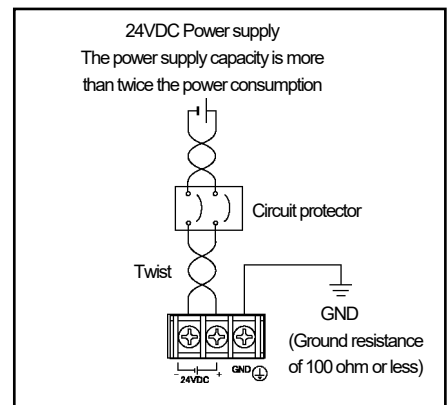 24VDC Power supply
The power supply capacity is more
than twice the power consumption
Circuit protector
Twist
GND
(Ground resistance
of 100 ohm or less)
- +
24VDC
GND